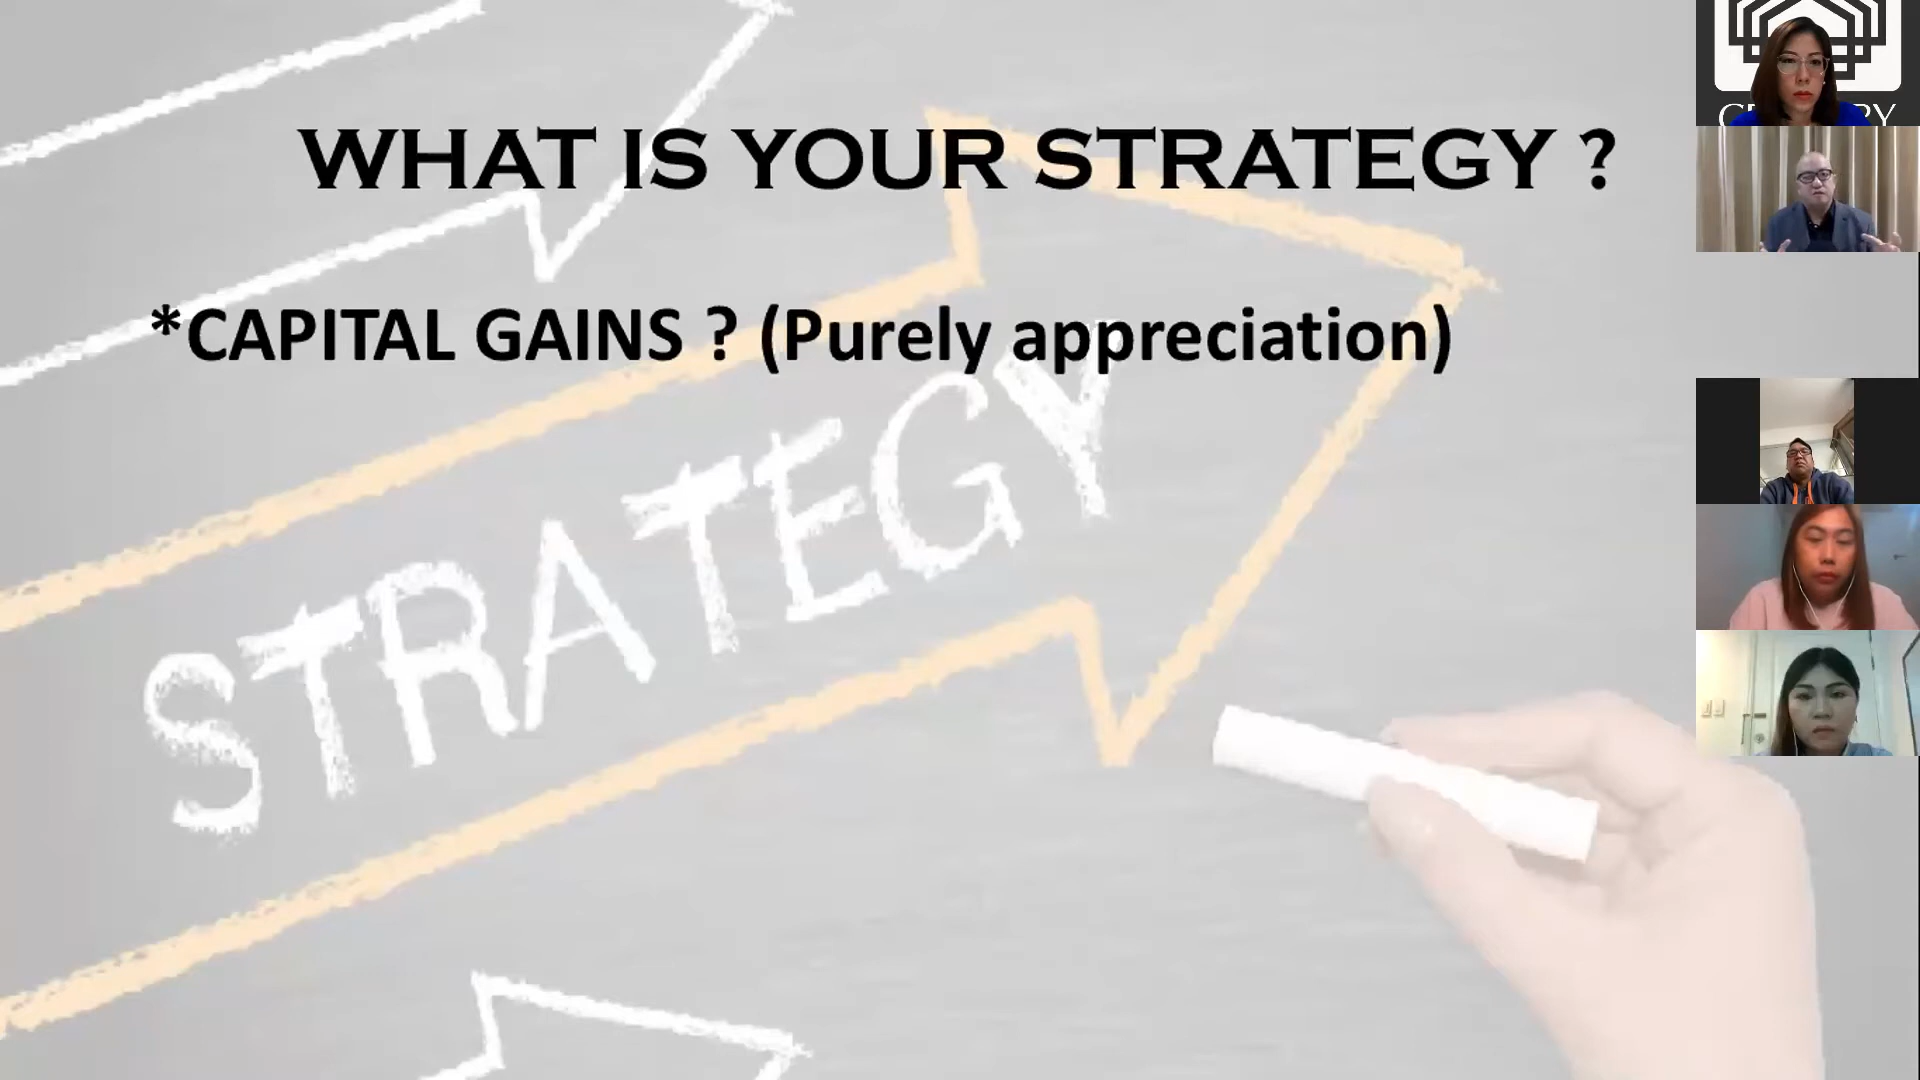 WHAT IS YOUR STRATEGY ?
*CAPITAL GAINS ? (Purely appreciation)
STRATEGY